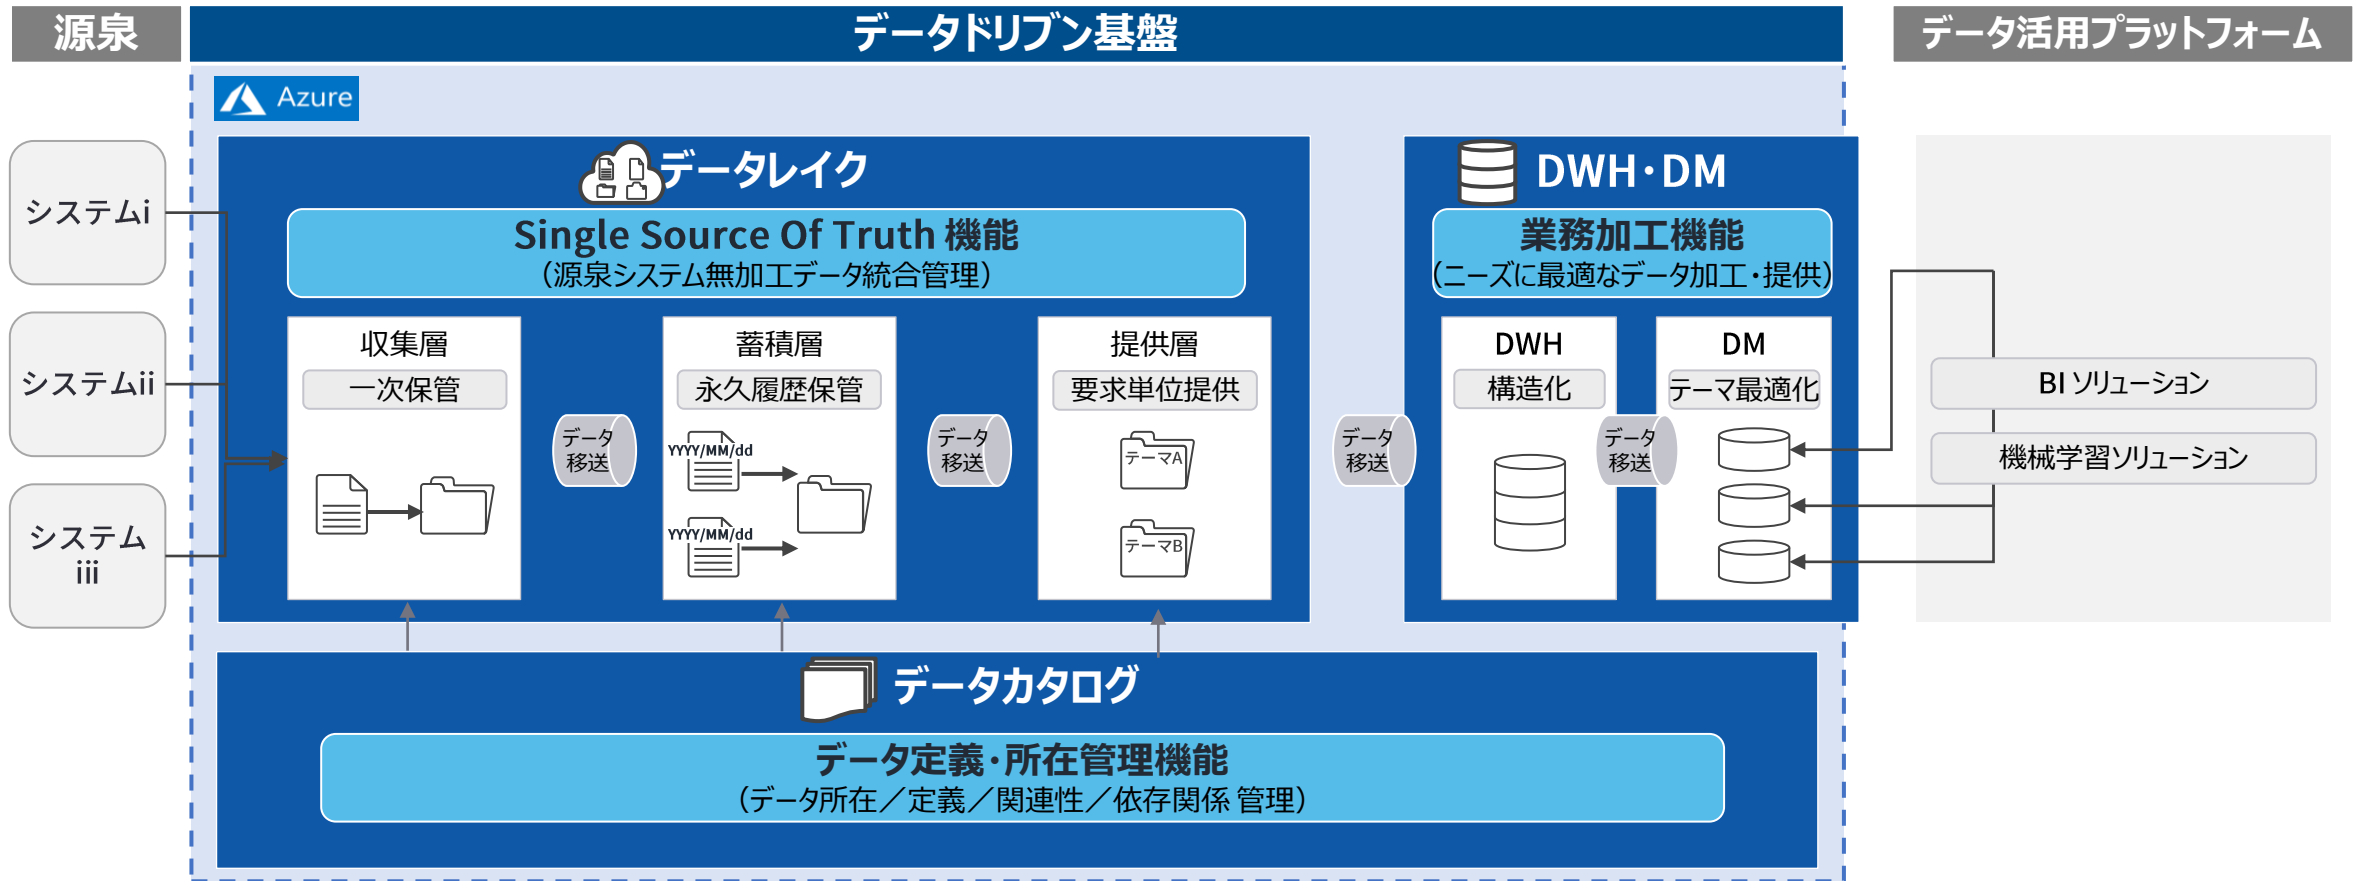 源泉
データドリブン基盤
データ活用プラットフォーム
Azure
システムi
システムii
システム
iii
データレイク
Single Source Of Truth 機能
（源泉システム無加工データ統合管理）
収集層
一次保管
データ
移送
蓄積層
永久履歴保管
YYYY/MM/dd
YYYY/MM/dd
データ
移送
提供層
要求単位提供
テーマA
テーマB
データ
移送
DWH・DM
業務加工機能
（ニーズに最適なデータ加工・提供）
DWH
構造化
データ
移送
DM
テーマ最適化
BI ソリューション
機械学習ソリューション
データカタログ
データ定義・所在管理機能
（データ所在／定義／関連性／依存関係 管理）